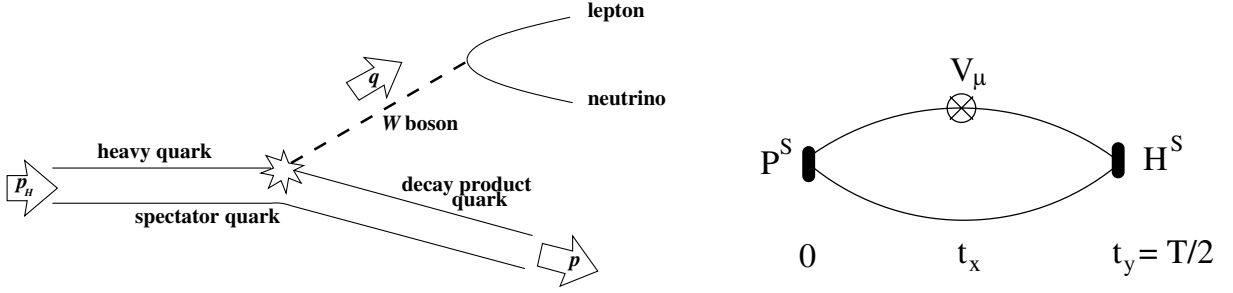 lepton
q
neutrino
W boson
heavy quark
p_H
decay product
quark
spectator quark
p
V_μ
P^S
H^S
0
t_x
t_y = T/2